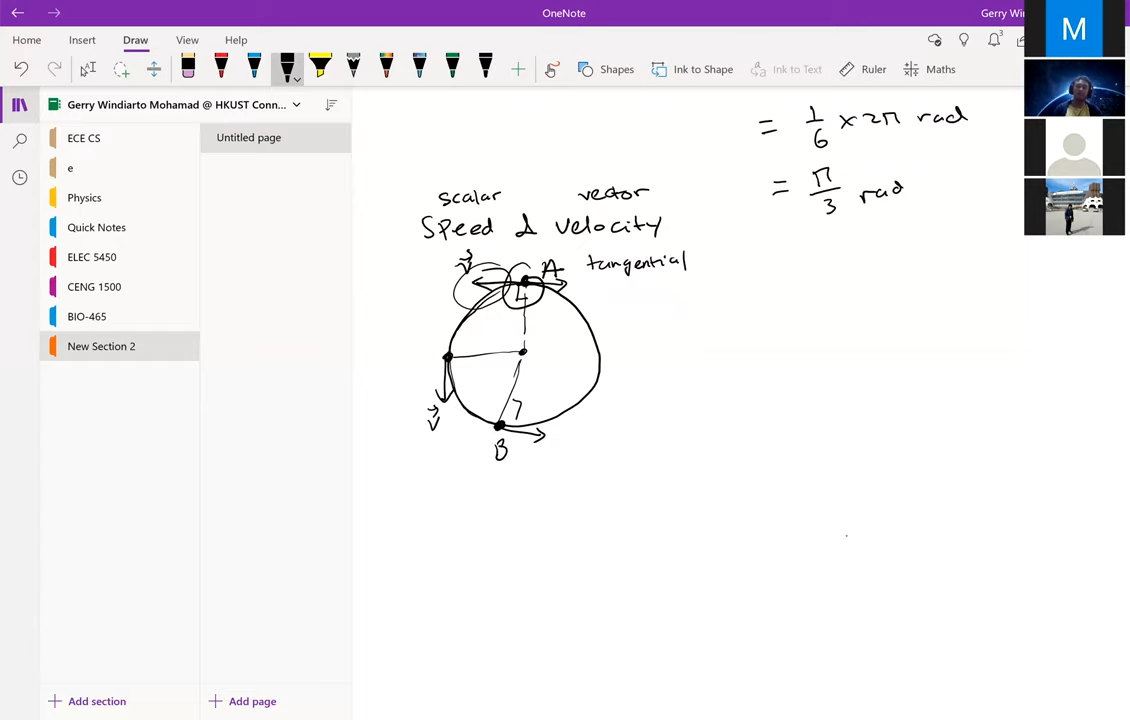 OneNote
Gerry Win
Home Insert Draw View Help
3
Shapes Ink to Shape Ink to Text Ruler Maths
M
Gerry Windiarto Mohamad @ HKUST Conn...
ECE CS
e
Physics
Quick Notes
ELEC 5450
CENG 1500
BIO-465
New Section 2
Add section
Untitled page
Add page
= 1/6 × 2π rad
= π/3 rad
scalar vector
Speed & velocity
tangential
v⃗ A
v⃗
B